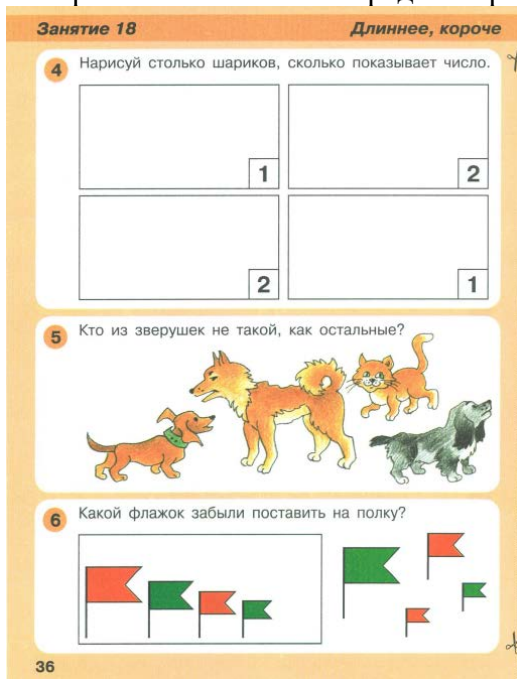 Занятие 18 Длиннее, короче
4 Нарисуй столько шариков, сколько показывает число.
1 2
2 1
5 Кто из зверушек не такой, как остальные?
6 Какой флажок забыли поставить на полку?
36